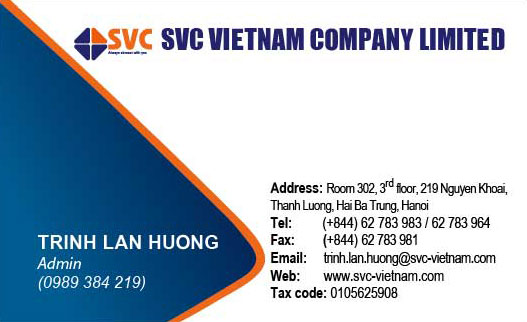 SVC
Always abreast with you
SVC VIETNAM COMPANY LIMITED
TRINH LAN HUONG
Admin
(0989 384 219)
Address: Room 302, 3rd floor, 219 Nguyen Khoai,
Thanh Luong, Hai Ba Trung, Hanoi
Tel: (+844) 62 783 983 / 62 783 964
Fax: (+844) 62 783 981
Email: trinh.lan.huong@svc-vietnam.com
Web: www.svc-vietnam.com
Tax code: 0105625908